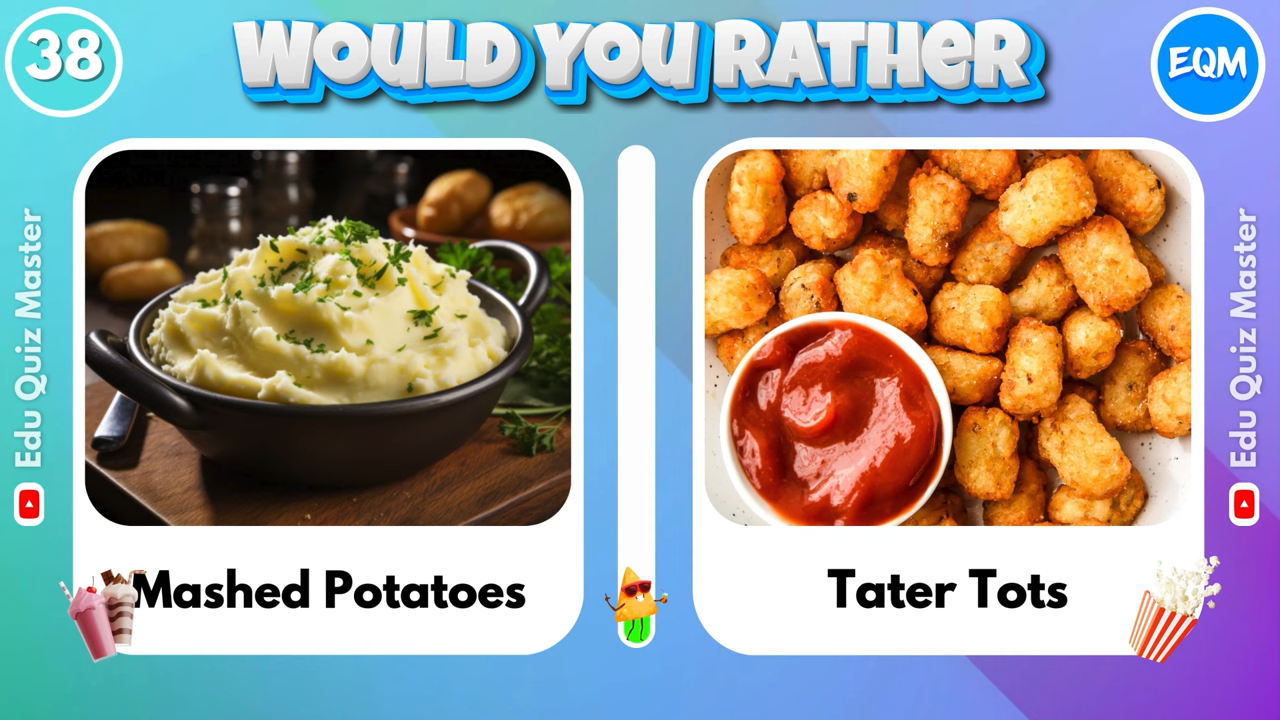 38
WOULD YOU RATHER
EQM
Edu Quiz Master
Edu Quiz Master
Mashed Potatoes
Tater Tots